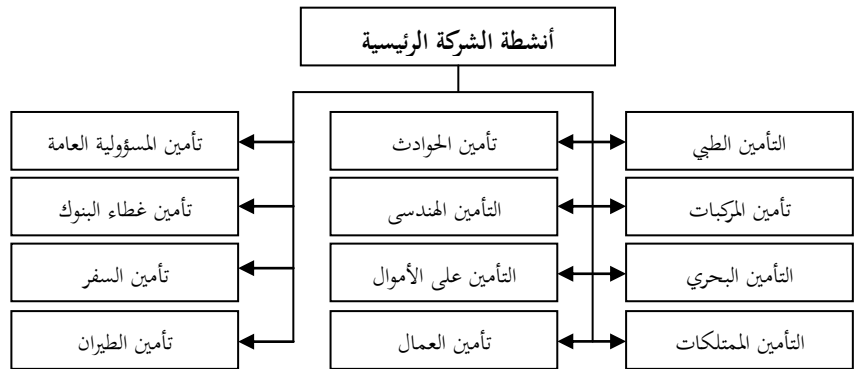 أنشطة الشركة الرئيسية
التأمين الطبي
تأمين الحوادث
تأمين المسؤولية العامة
تأمين المركبات
التأمين الهندسى
تأمين غطاء البنوك
التأمين البحري
التأمين على الأموال
تأمين السفر
التأمين الممتلكات
تأمين العمال
تأمين الطيران